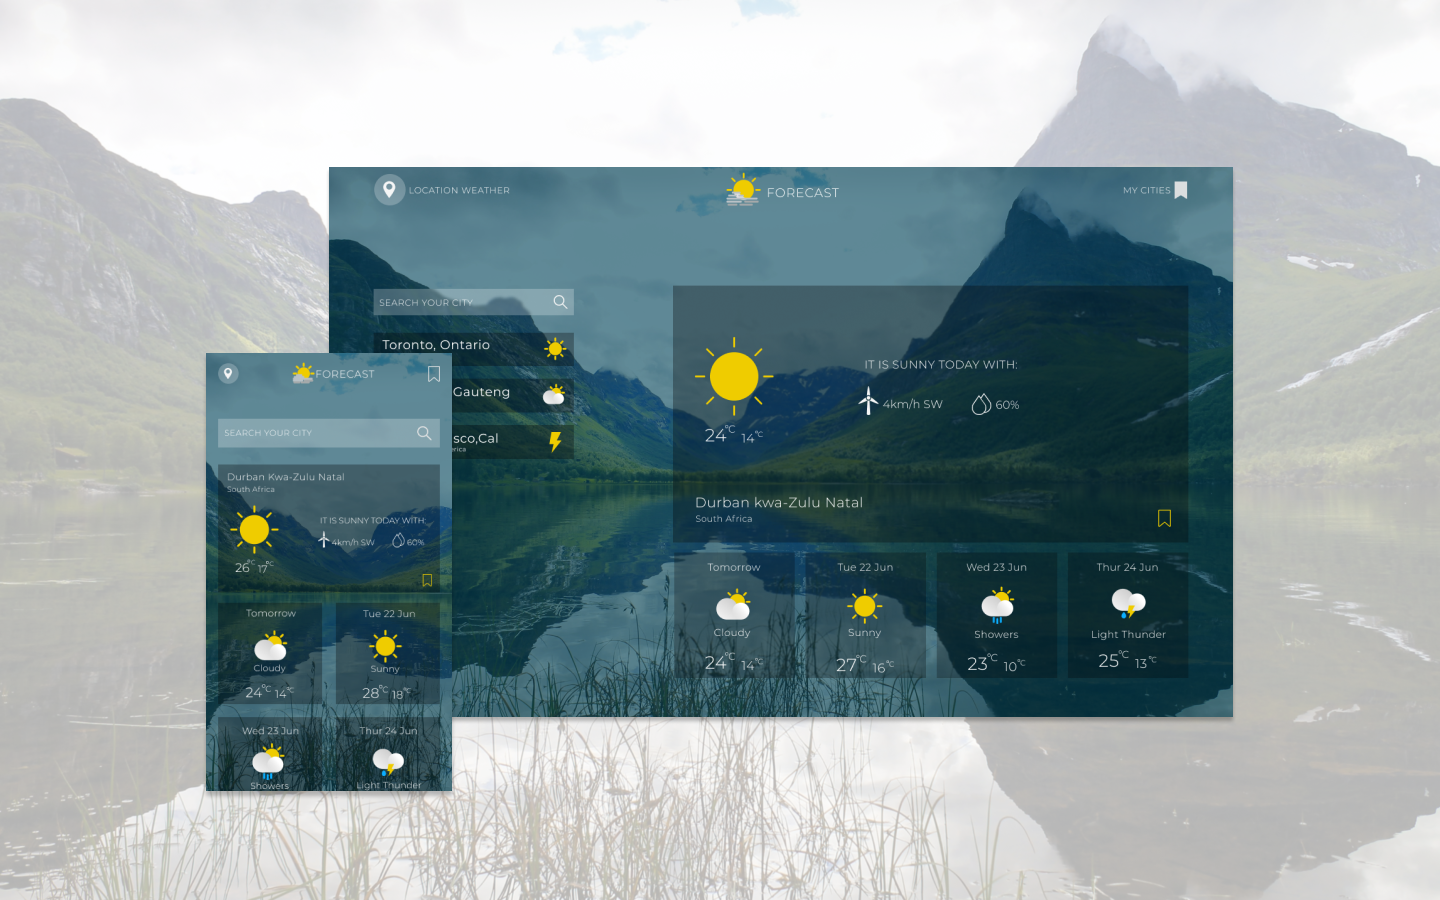 LOCATION WEATHER
FORECAST
MY CITIES
SEARCH YOUR CITY
Toronto, Ontario
Gauteng
sco,Cal
IT IS SUNNY TODAY WITH:
4km/h SW
60%
24°C 14°C
Durban kwa-Zulu Natal
South Africa
Tomorrow
Cloudy
24°C 14°C
Tue 22 Jun
Sunny
27°C 16°C
Wed 23 Jun
Showers
23°C 10°C
Thur 24 Jun
Light Thunder
25°C 13°C
FORECAST
SEARCH YOUR CITY
Durban Kwa-Zulu Natal
South Africa
IT IS SUNNY TODAY WITH:
4km/h SW
60%
26°C 17°C
Tomorrow
Cloudy
24°C 14°C
Tue 22 Jun
Sunny
28°C 18°C
Wed 23 Jun
Showers
Thur 24 Jun
Light Thunder